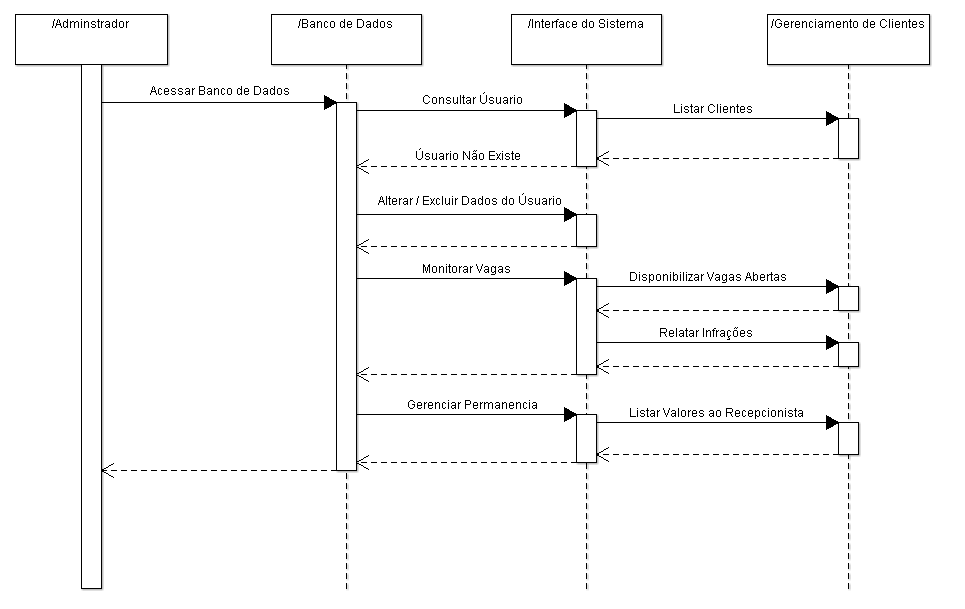 /Adminstrador
/Banco de Dados
/Interface do Sistema
/Gerenciamento de Clientes
Acessar Banco de Dados
Consultar Úsuario
Listar Clientes
Úsuario Não Existe
Alterar / Excluir Dados do Úsuario
Monitorar Vagas
Disponibilizar Vagas Abertas
Relatar Infrações
Gerenciar Permanencia
Listar Valores ao Recepcionista